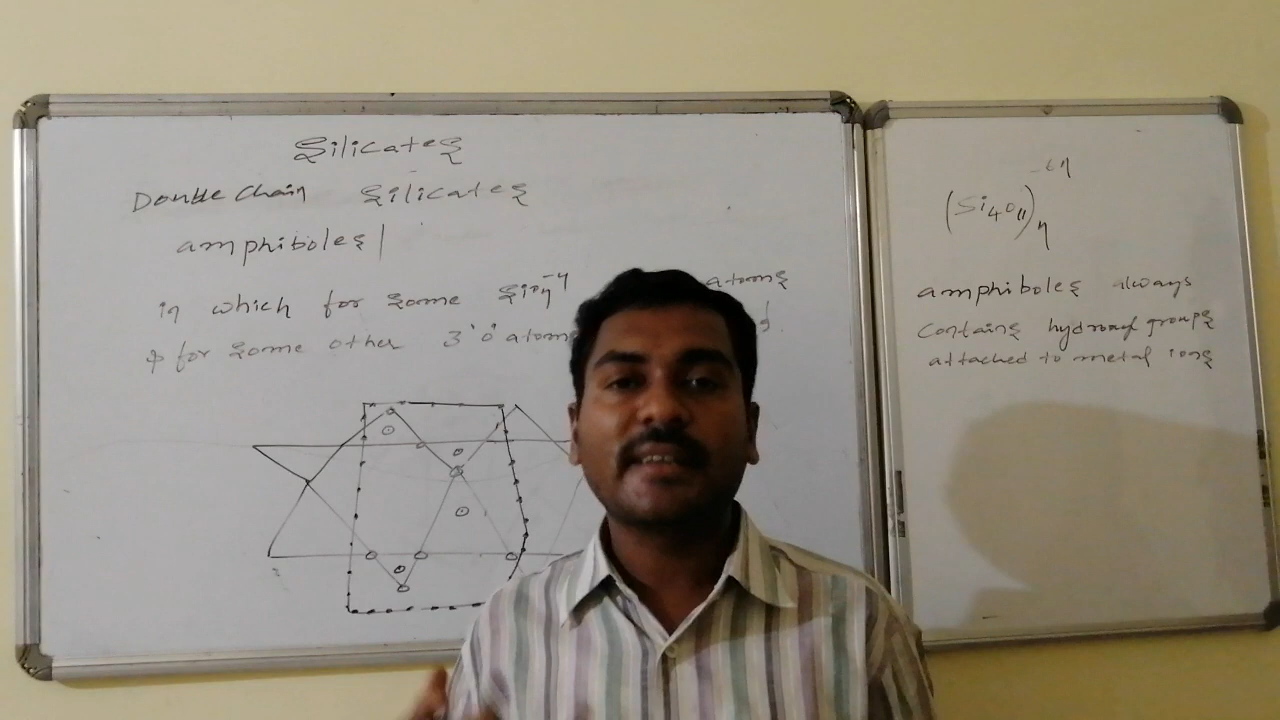 Silicates
Double Chain Silicates
amphiboles
in which for some SiO4⁻⁴ atoms
& for some other 3 'O' atoms
-6n
(Si4O11)n
amphiboles always
Contains hydroxyl groups
attached to metal ions